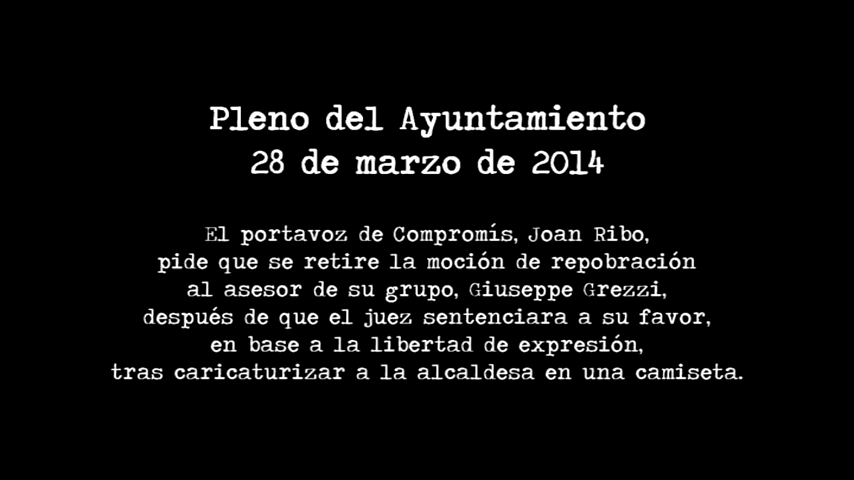 Pleno del Ayuntamiento
28 de marzo de 2014
El portavoz de Compromís, Joan Ribo,
pide que se retire la moción de repobración
al asesor de su grupo, Giuseppe Grezzi,
después de que el juez sentenciara a su favor,
en base a la libertad de expresión,
tras caricaturizar a la alcaldesa en una camiseta.